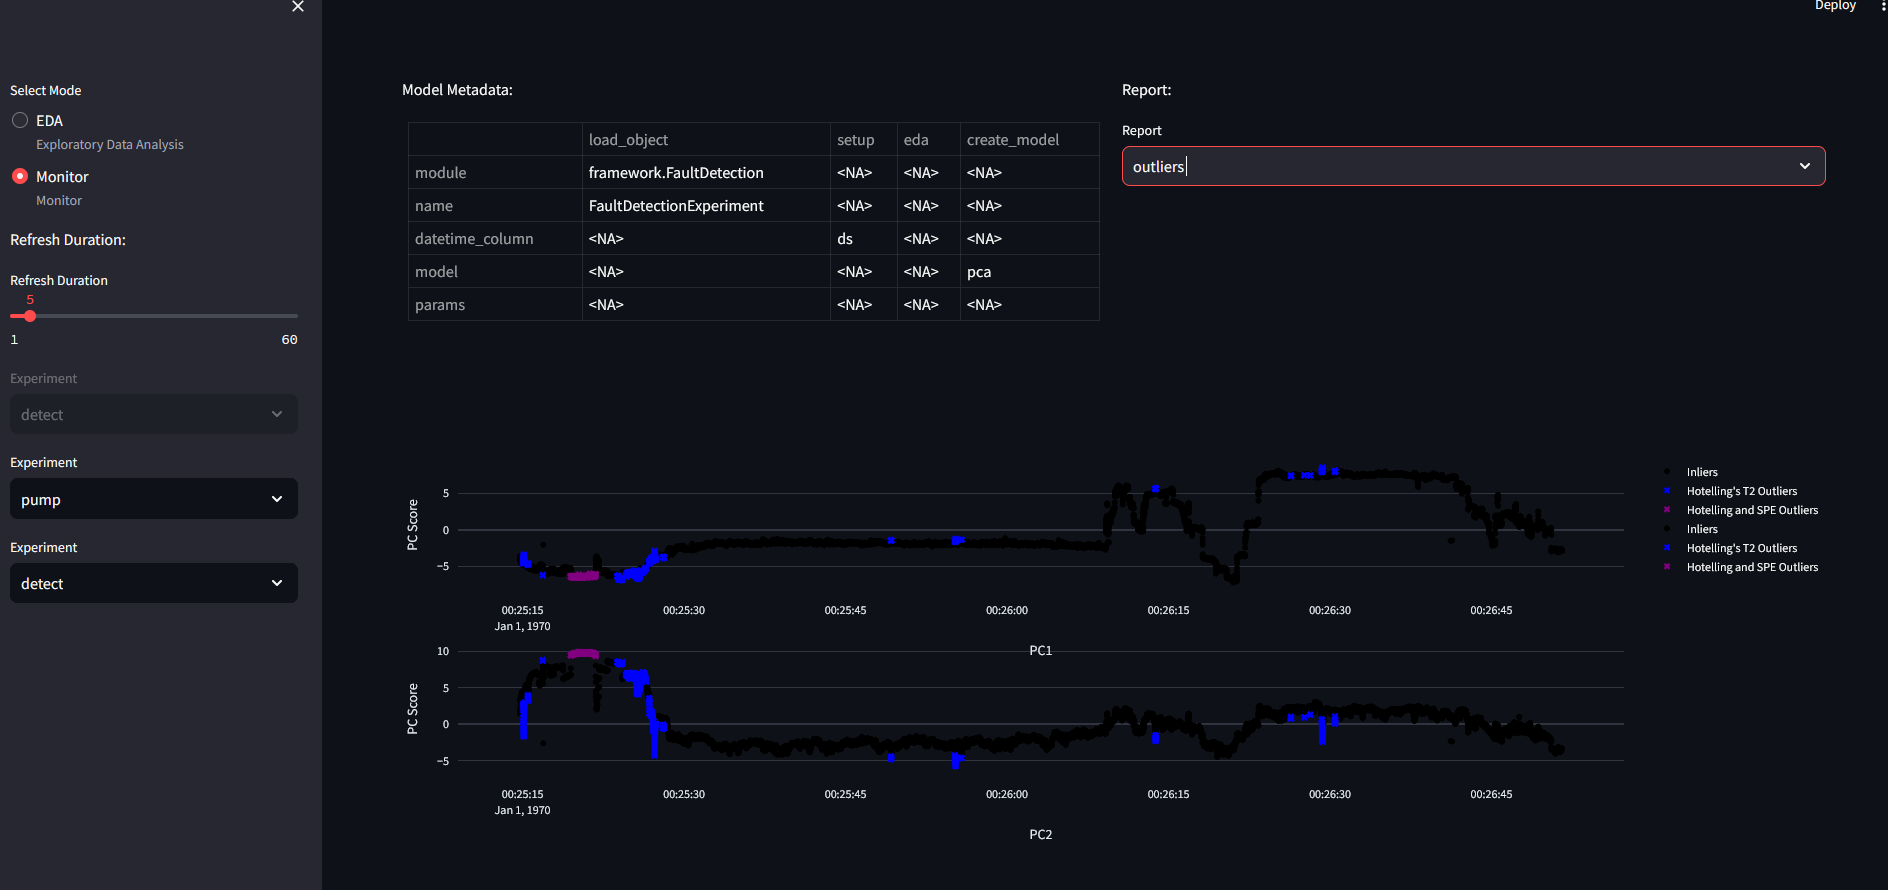 Deploy
Select Mode
EDA
Exploratory Data Analysis
Monitor
Monitor
Refresh Duration:
Refresh Duration
5
1 60
Experiment
detect
Experiment
pump
Experiment
detect
Model Metadata:
load_object setup eda create_model
module framework.FaultDetection <NA> <NA> <NA>
name FaultDetectionExperiment <NA> <NA> <NA>
datetime_column <NA> ds <NA> <NA>
model <NA> <NA> <NA> pca
params <NA> <NA> <NA> <NA>
Report:
Report
outliers
PC Score
5
0
−5
00:25:15 00:25:30 00:25:45 00:26:00 00:26:15 00:26:30 00:26:45
Jan 1, 1970
PC1
Inliers
Hotelling's T2 Outliers
Hotelling and SPE Outliers
Inliers
Hotelling's T2 Outliers
Hotelling and SPE Outliers
PC Score
10
5
0
−5
00:25:15 00:25:30 00:25:45 00:26:00 00:26:15 00:26:30 00:26:45
Jan 1, 1970
PC2